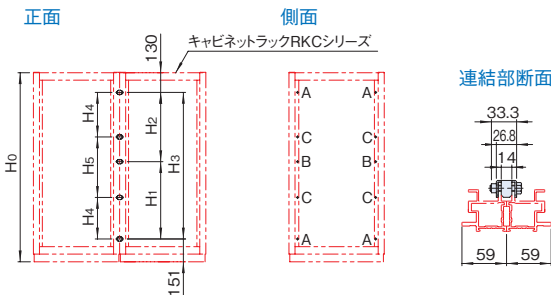 正面
側面
キャビネットラックRKCシリーズ
連結部断面
130
H4
H2
H0
H5
H3
H4
H1
151
A A
C C
B B
C C
A A
33.3
26.8
14
59 59